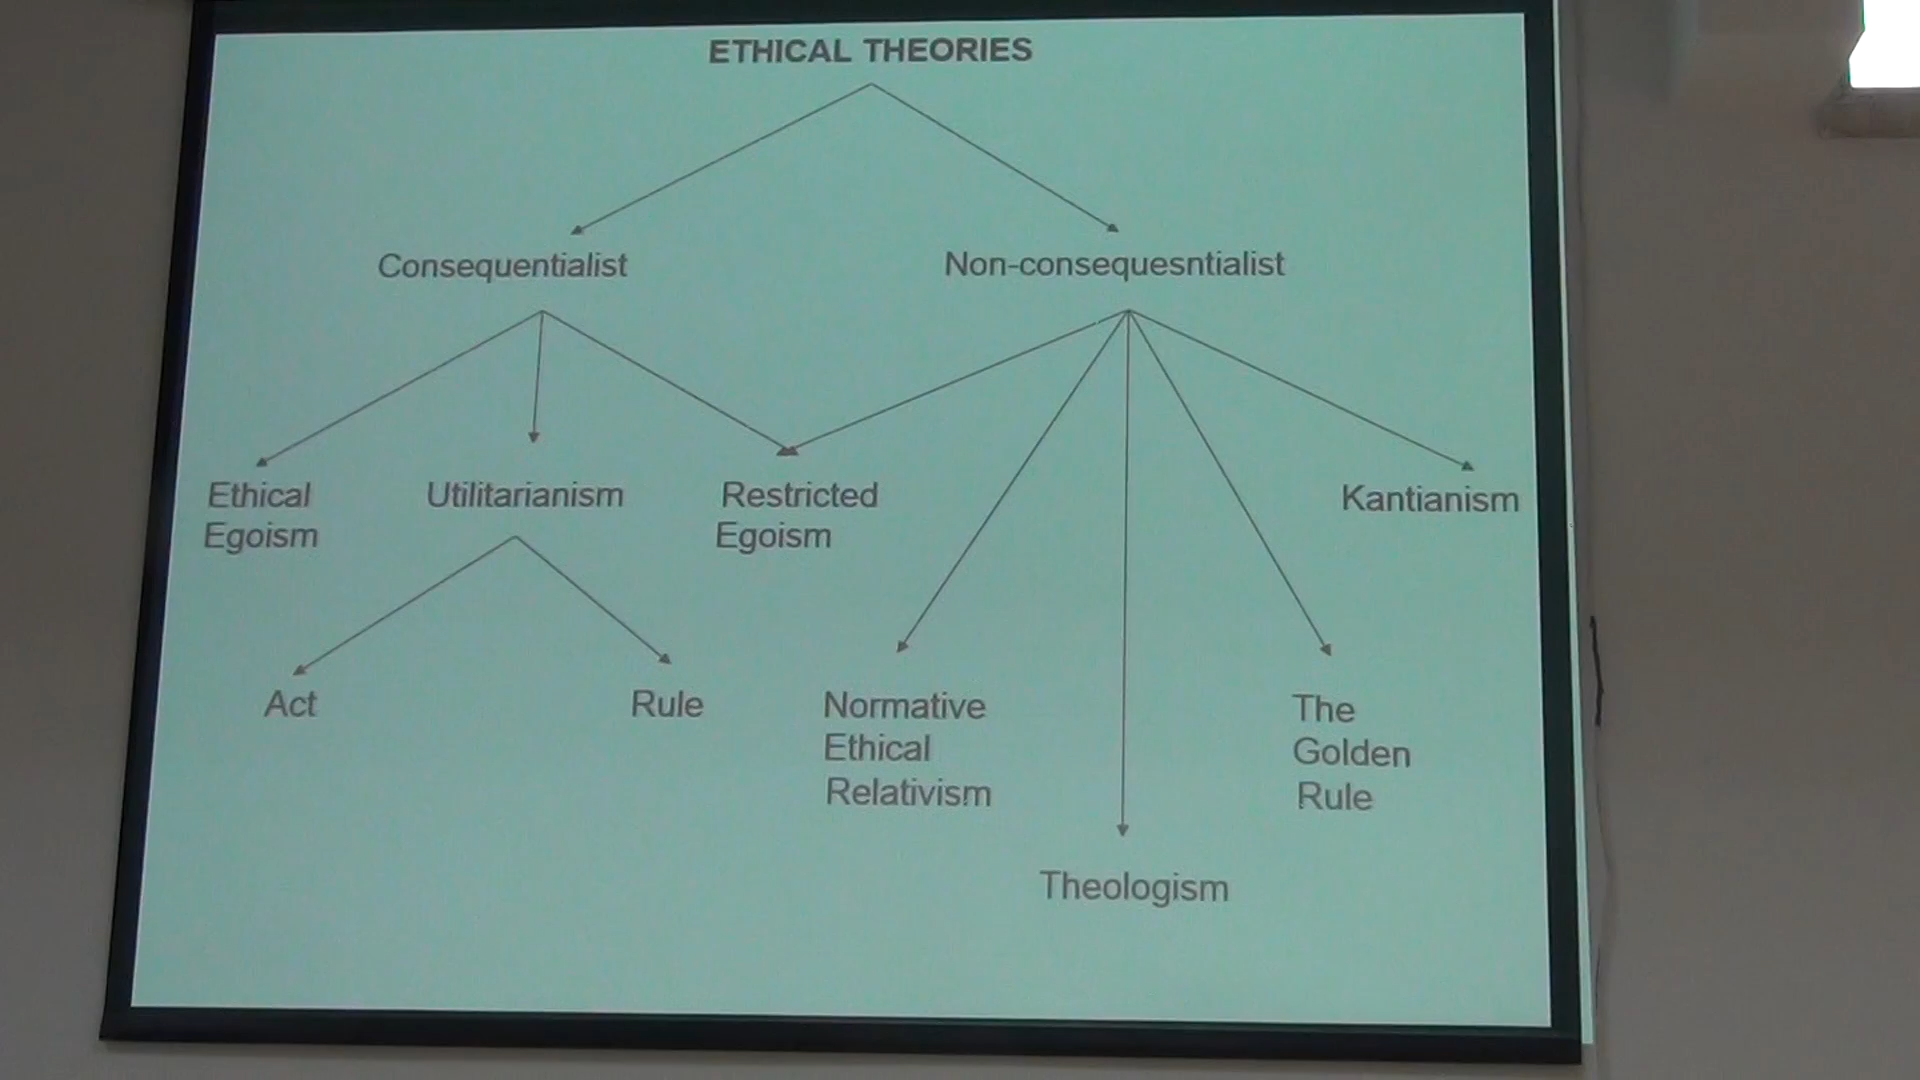 ETHICAL THEORIES
Consequentialist
Non-consequesntialist
Ethical
Egoism
Utilitarianism
Restricted
Egoism
Kantianism
Act
Rule
Normative
Ethical
Relativism
The
Golden
Rule
Theologism